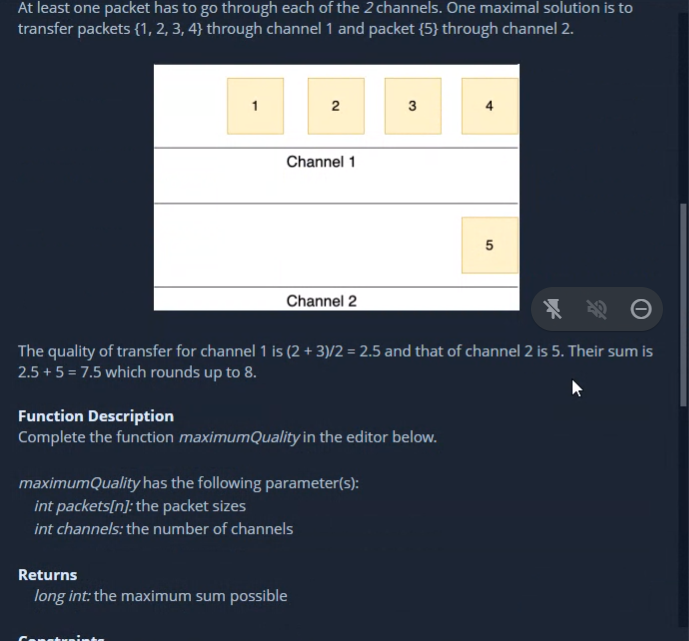 At least one packet has to go through each of the 2 channels. One maximal solution is to
transfer packets {1, 2, 3, 4} through channel 1 and packet {5} through channel 2.
1 2 3 4
Channel 1
5
Channel 2
The quality of transfer for channel 1 is (2 + 3)/2 = 2.5 and that of channel 2 is 5. Their sum is
2.5 + 5 = 7.5 which rounds up to 8.
Function Description
Complete the function maximumQuality in the editor below.
maximumQuality has the following parameter(s):
int packets[n]: the packet sizes
int channels: the number of channels
Returns
long int: the maximum sum possible
Constraints